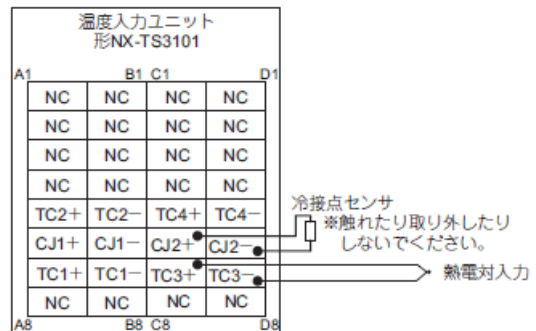 温度入力ユニット
形NX-TS3101
A1 B1 C1 D1
NC NC NC NC
NC NC NC NC
NC NC NC NC
NC NC NC NC
TC2+ TC2- TC4+ TC4-
冷接点センサ
※触れたり取り外したり
しないでください。
CJ1+ CJ1- CJ2+ CJ2-
TC1+ TC1- TC3+ TC3-
熱電対入力
NC NC NC NC
A8 B8 C8 D8